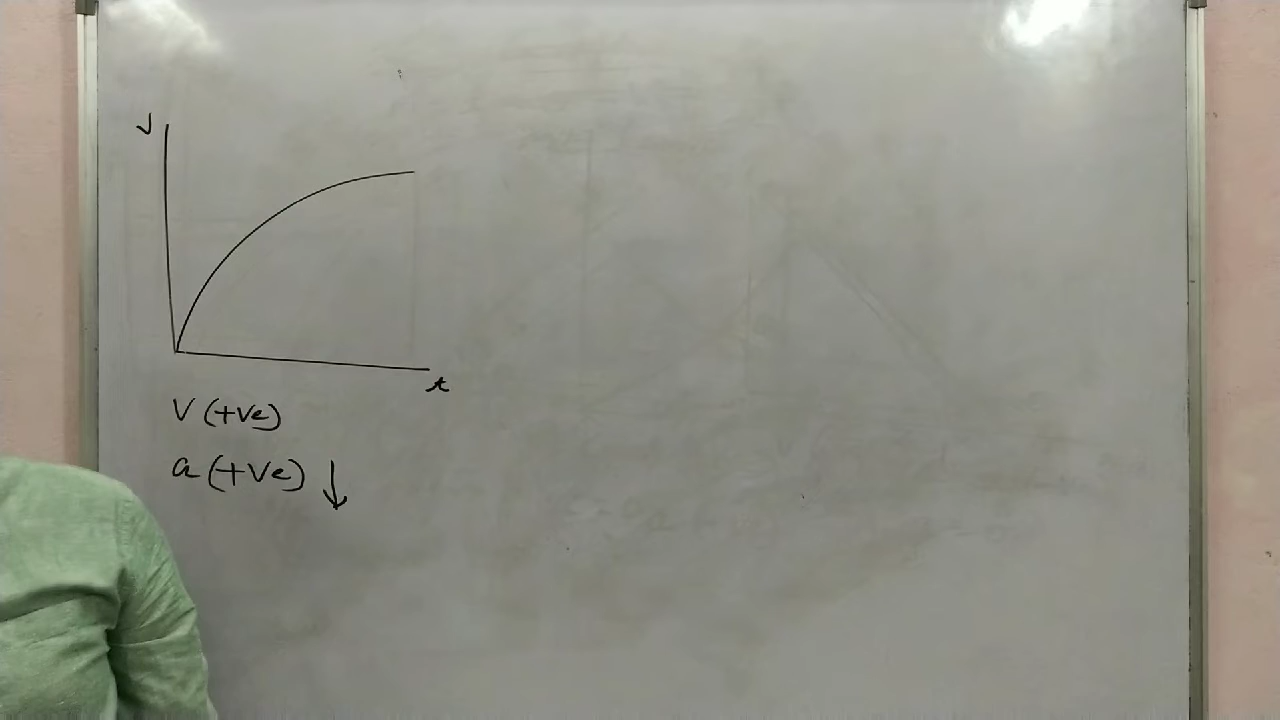 v
t
V (+ve)
a (+ve) ↓